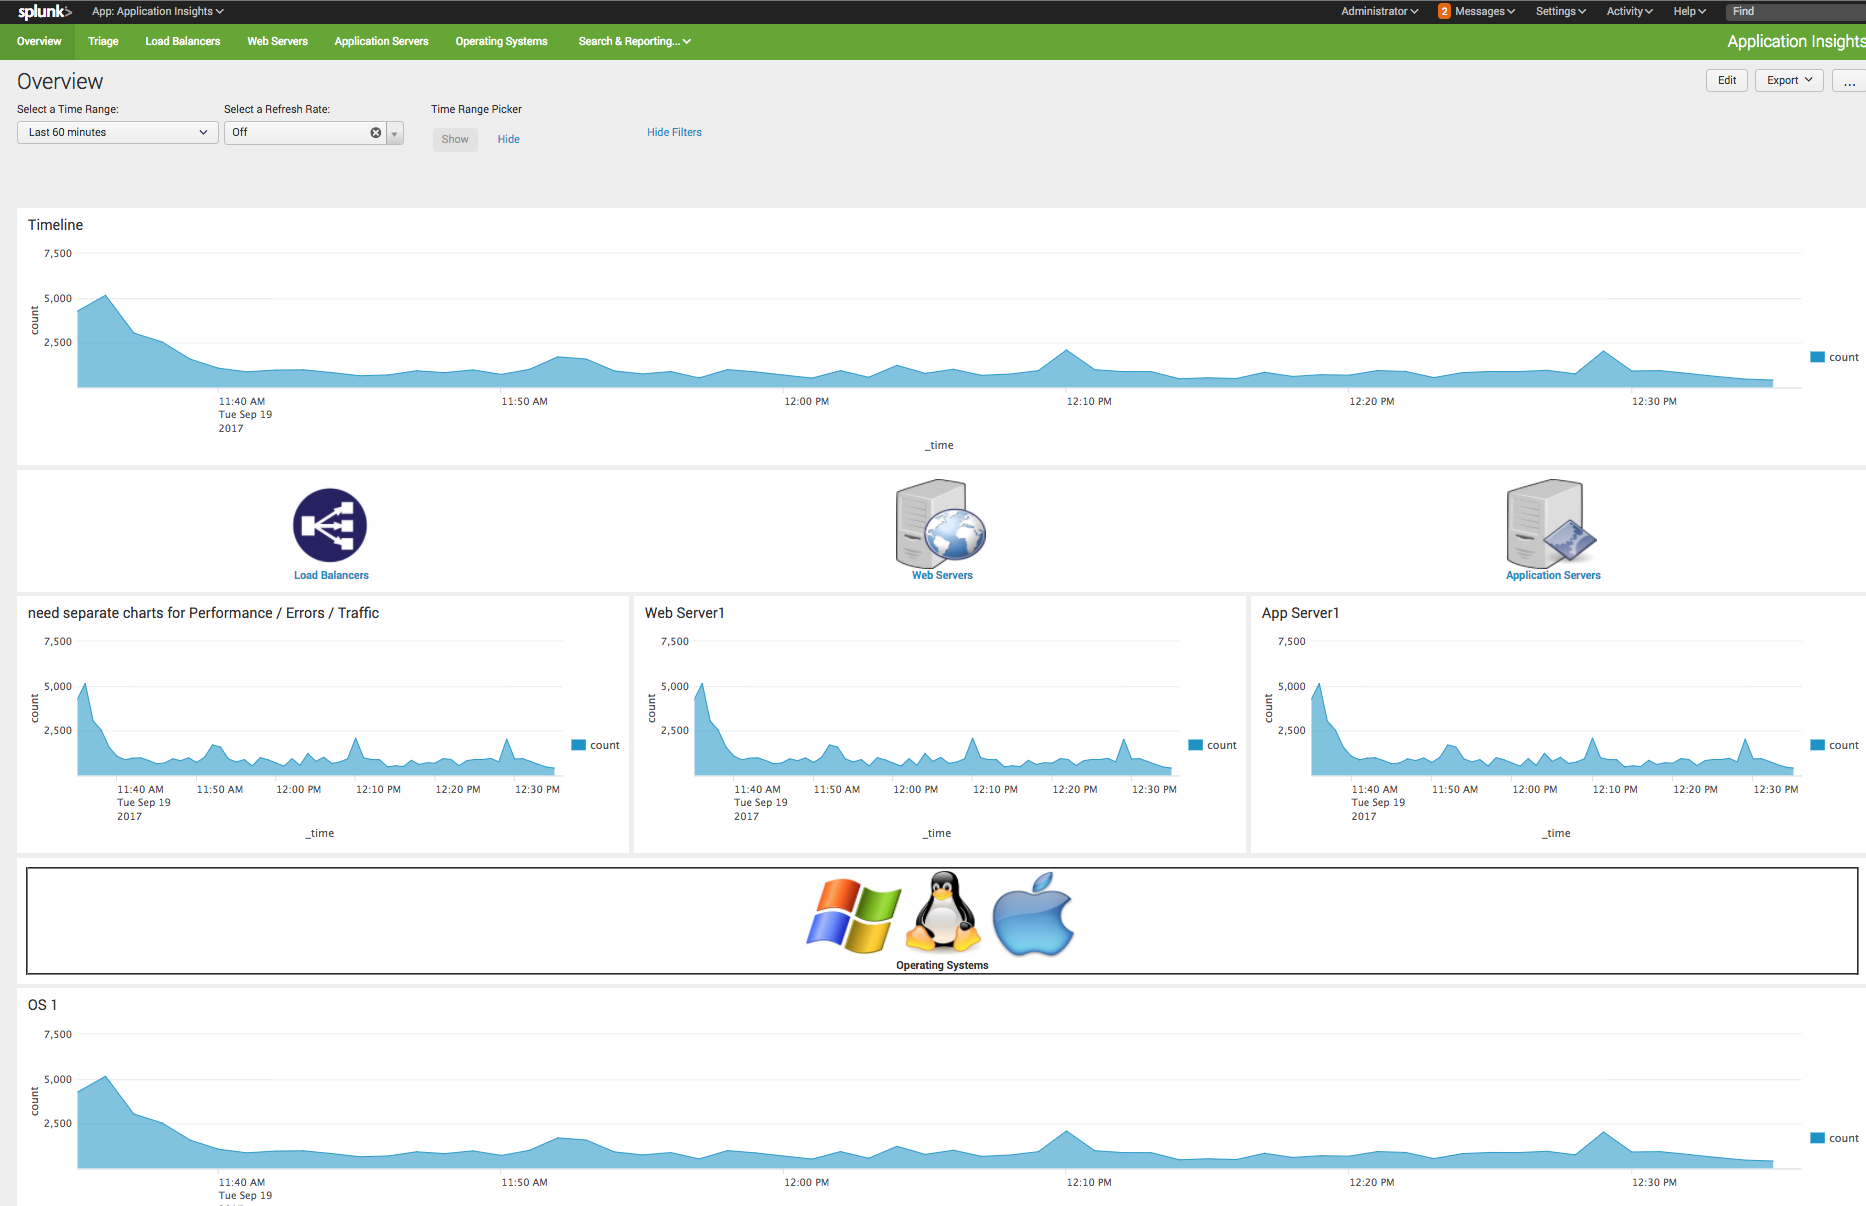 splunk> App: Application Insights Administrator 2 Messages Settings Activity Help Find
Overview Triage Load Balancers Web Servers Application Servers Operating Systems Search & Reporting... Application Insights
Overview Edit Export ...
Select a Time Range: Select a Refresh Rate: Time Range Picker
Last 60 minutes Off Show Hide Hide Filters
Timeline
7,500
5,000
2,500
count
count
11:40 AM 11:50 AM 12:00 PM 12:10 PM 12:20 PM 12:30 PM
Tue Sep 19
2017
_time
Load Balancers Web Servers Application Servers
need separate charts for Performance / Errors / Traffic
7,500
5,000
2,500
count
count
11:40 AM 11:50 AM 12:00 PM 12:10 PM 12:20 PM 12:30 PM
Tue Sep 19
2017
_time
Web Server1
7,500
5,000
2,500
count
count
11:40 AM 11:50 AM 12:00 PM 12:10 PM 12:20 PM 12:30 PM
Tue Sep 19
2017
_time
App Server1
7,500
5,000
2,500
count
count
11:40 AM 11:50 AM 12:00 PM 12:10 PM 12:20 PM 12:30 PM
Tue Sep 19
2017
_time
Operating Systems
OS 1
7,500
5,000
2,500
count
count
11:40 AM 11:50 AM 12:00 PM 12:10 PM 12:20 PM 12:30 PM
Tue Sep 19